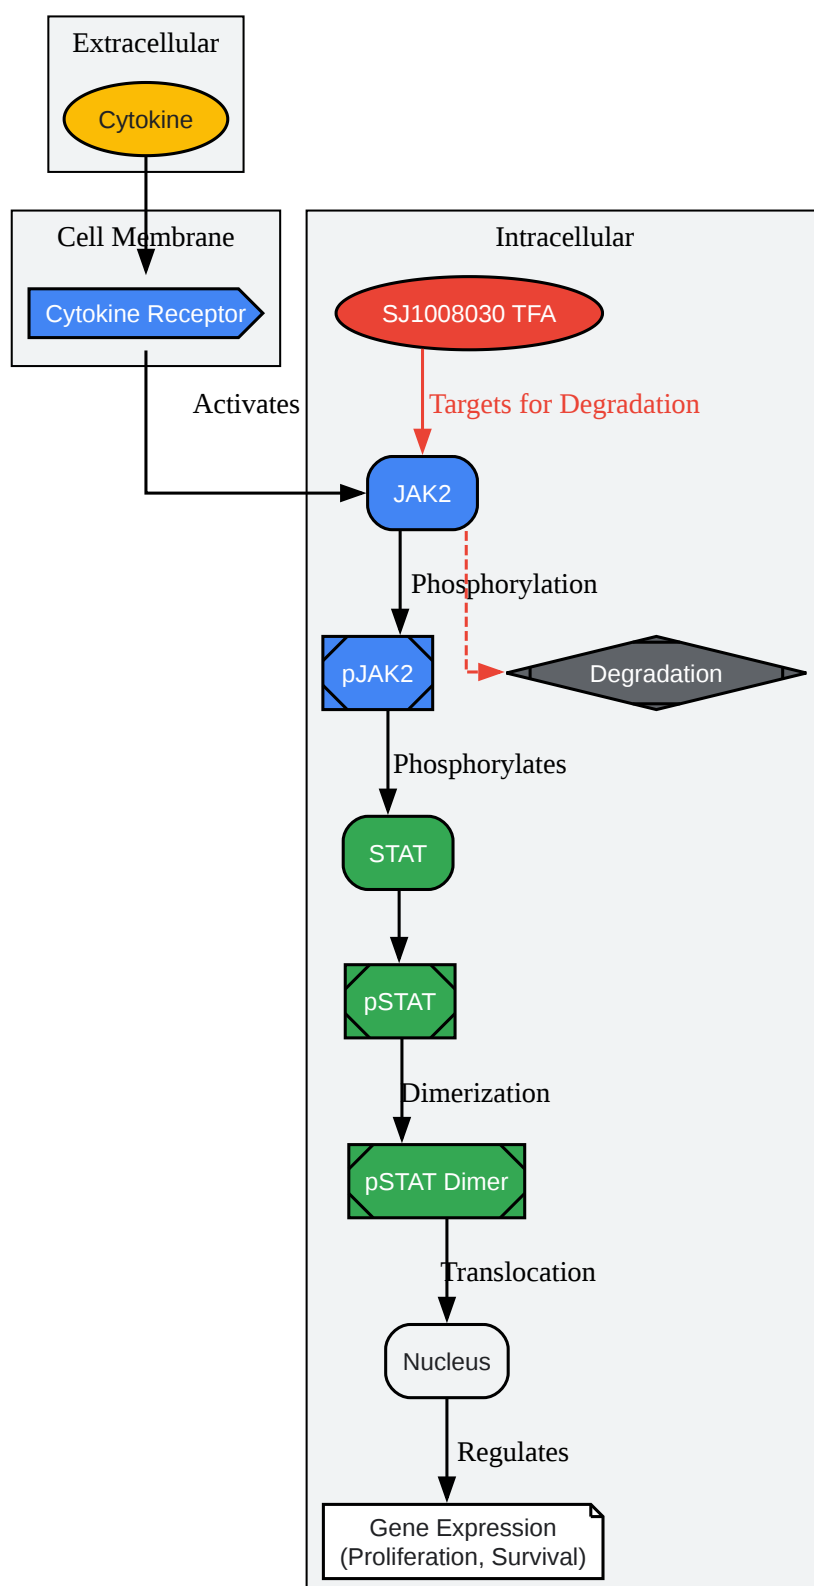 Extracellular
Cytokine
Cell Membrane
Cytokine Receptor
Intracellular
SJ1008030 TFA
Activates
Targets for Degradation
JAK2
Phosphorylation
pJAK2
Degradation
Phosphorylates
STAT
pSTAT
Dimerization
pSTAT Dimer
Translocation
Nucleus
Regulates
Gene Expression
(Proliferation, Survival)